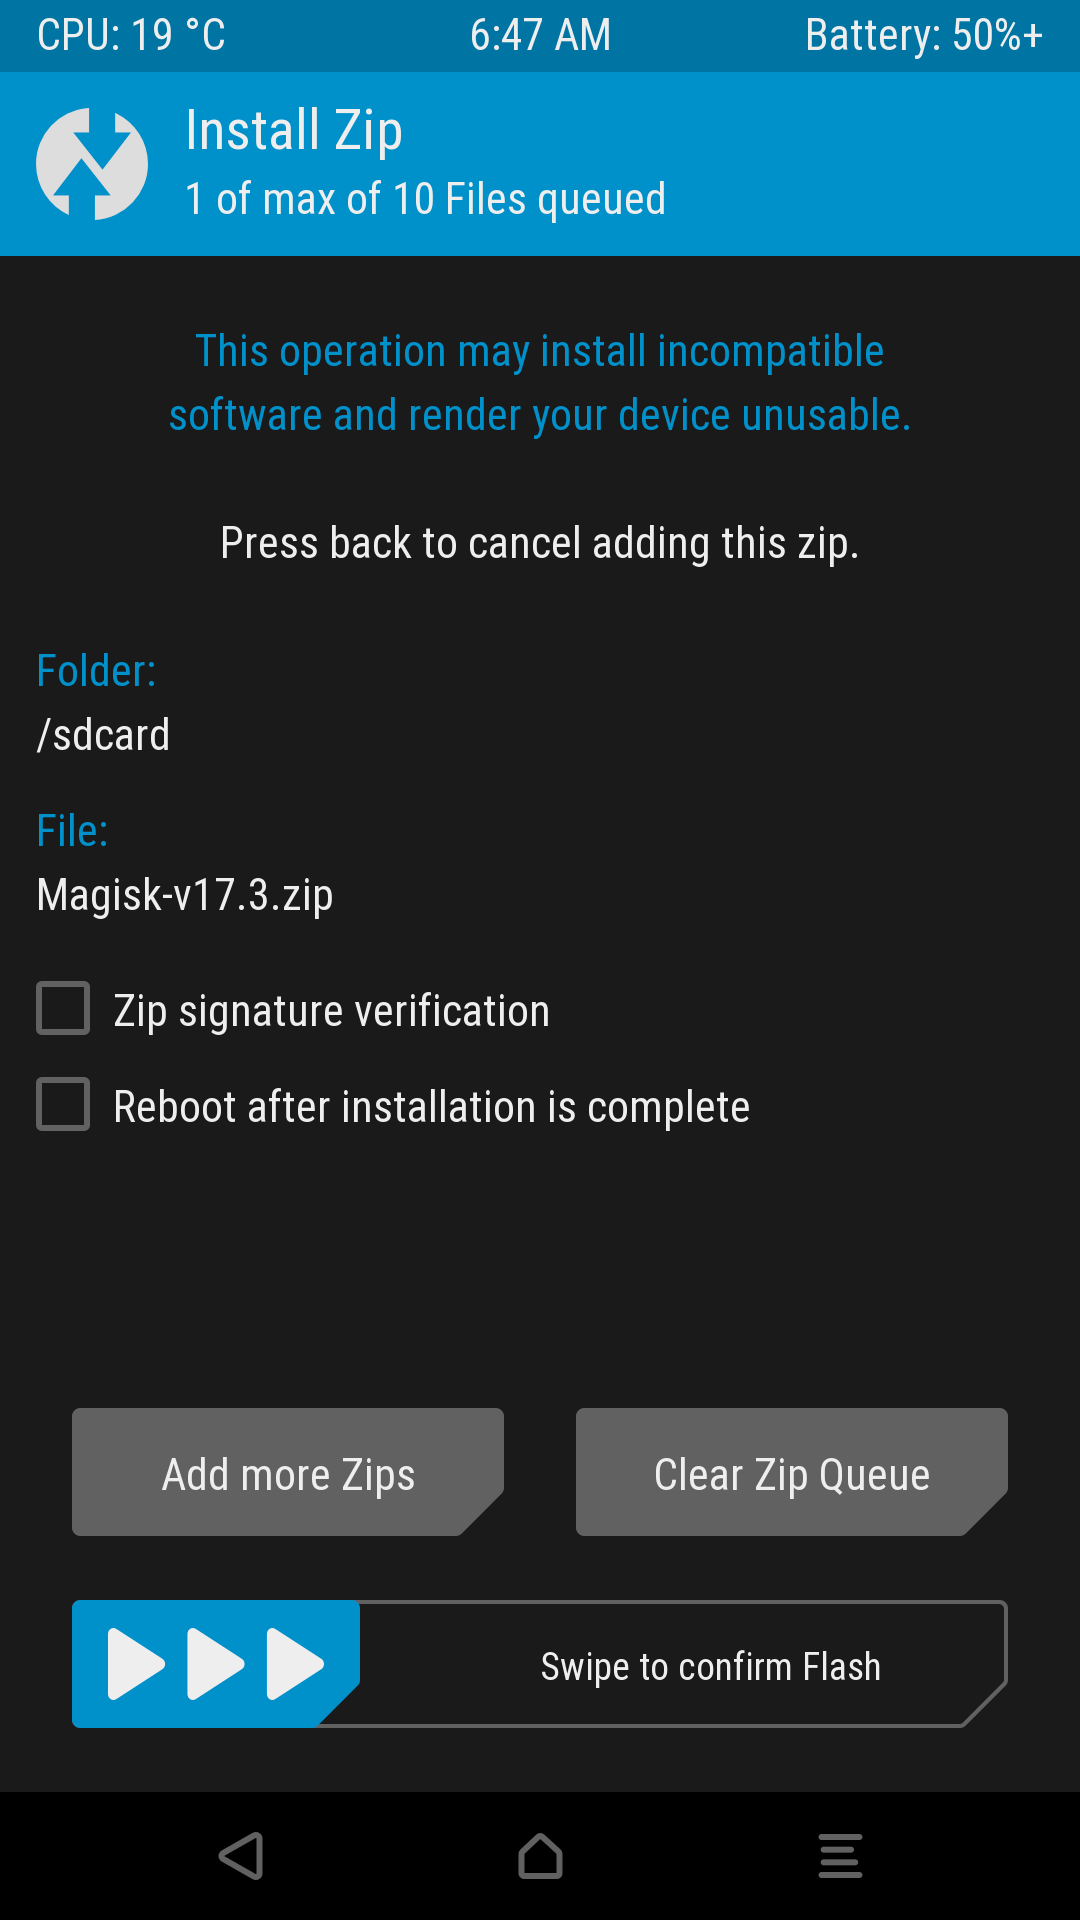 CPU: 19 °C 6:47 AM Battery: 50%+
Install Zip
1 of max of 10 Files queued
This operation may install incompatible
software and render your device unusable.
Press back to cancel adding this zip.
Folder:
/sdcard
File:
Magisk-v17.3.zip
Zip signature verification
Reboot after installation is complete
Add more Zips Clear Zip Queue
Swipe to confirm Flash